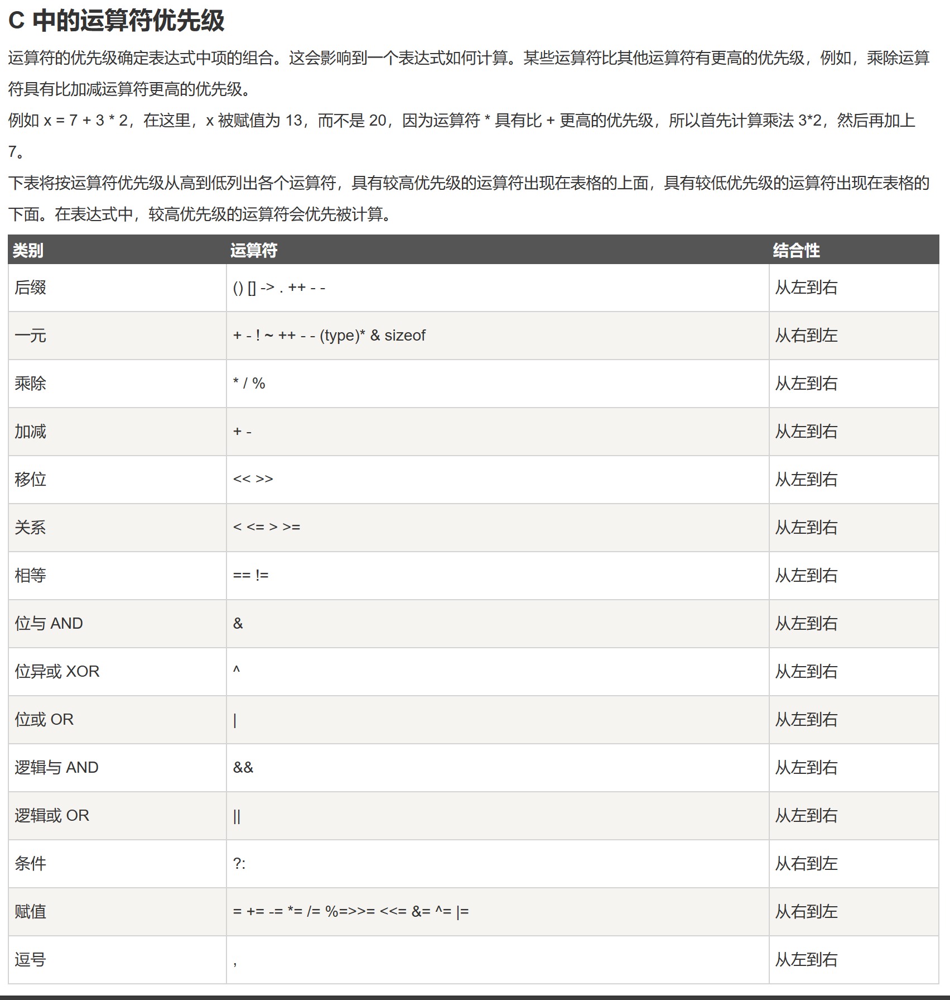 C 中的运算符优先级
运算符的优先级确定表达式中项的组合。这会影响到一个表达式如何计算。某些运算符比其他运算符有更高的优先级，例如，乘除运算
符具有比加减运算符更高的优先级。
例如 x = 7 + 3 * 2，在这里，x 被赋值为 13，而不是 20，因为运算符 * 具有比 + 更高的优先级，所以首先计算乘法 3*2，然后再加上
7。
下表将按运算符优先级从高到低列出各个运算符，具有较高优先级的运算符出现在表格的上面，具有较低优先级的运算符出现在表格的
下面。在表达式中，较高优先级的运算符会优先被计算。
类别 运算符 结合性
后缀 () [] -> . ++ - - 从左到右
一元 + - ! ~ ++ - - (type)* & sizeof 从右到左
乘除 * / % 从左到右
加减 + - 从左到右
移位 << >> 从左到右
关系 < <= > >= 从左到右
相等 == != 从左到右
位与 AND & 从左到右
位异或 XOR ^ 从左到右
位或 OR | 从左到右
逻辑与 AND && 从左到右
逻辑或 OR || 从左到右
条件 ?: 从右到左
赋值 = += -= *= /= %=>>= <<= &= ^= |= 从右到左
逗号 , 从左到右